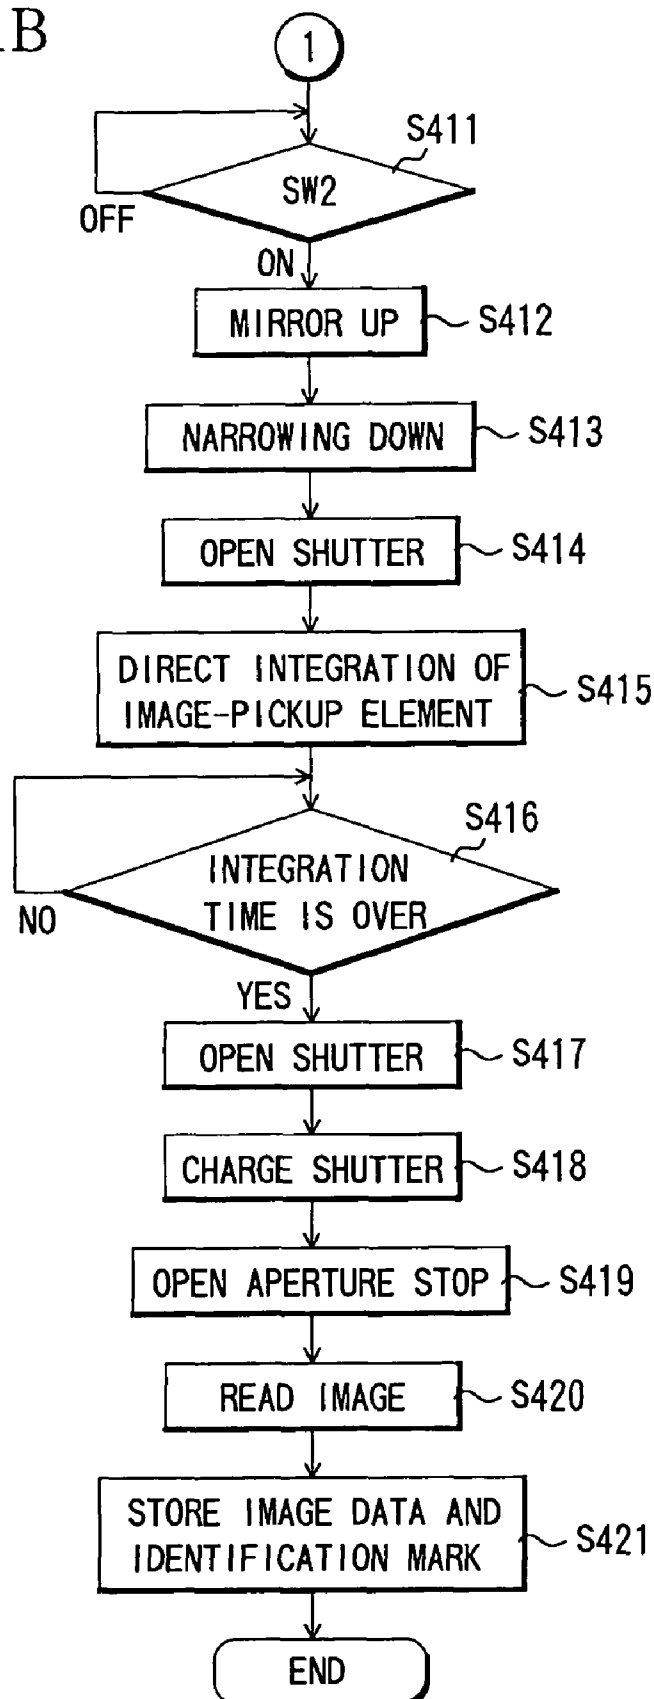 1B
1
S411
SW2
OFF
ON
MIRROR UP
S412
NARROWING DOWN
S413
OPEN SHUTTER
S414
DIRECT INTEGRATION OF
IMAGE-PICKUP ELEMENT
S415
S416
INTEGRATION
TIME IS OVER
NO
YES
OPEN SHUTTER
S417
CHARGE SHUTTER
S418
OPEN APERTURE STOP
S419
READ IMAGE
S420
STORE IMAGE DATA AND
IDENTIFICATION MARK
S421
END